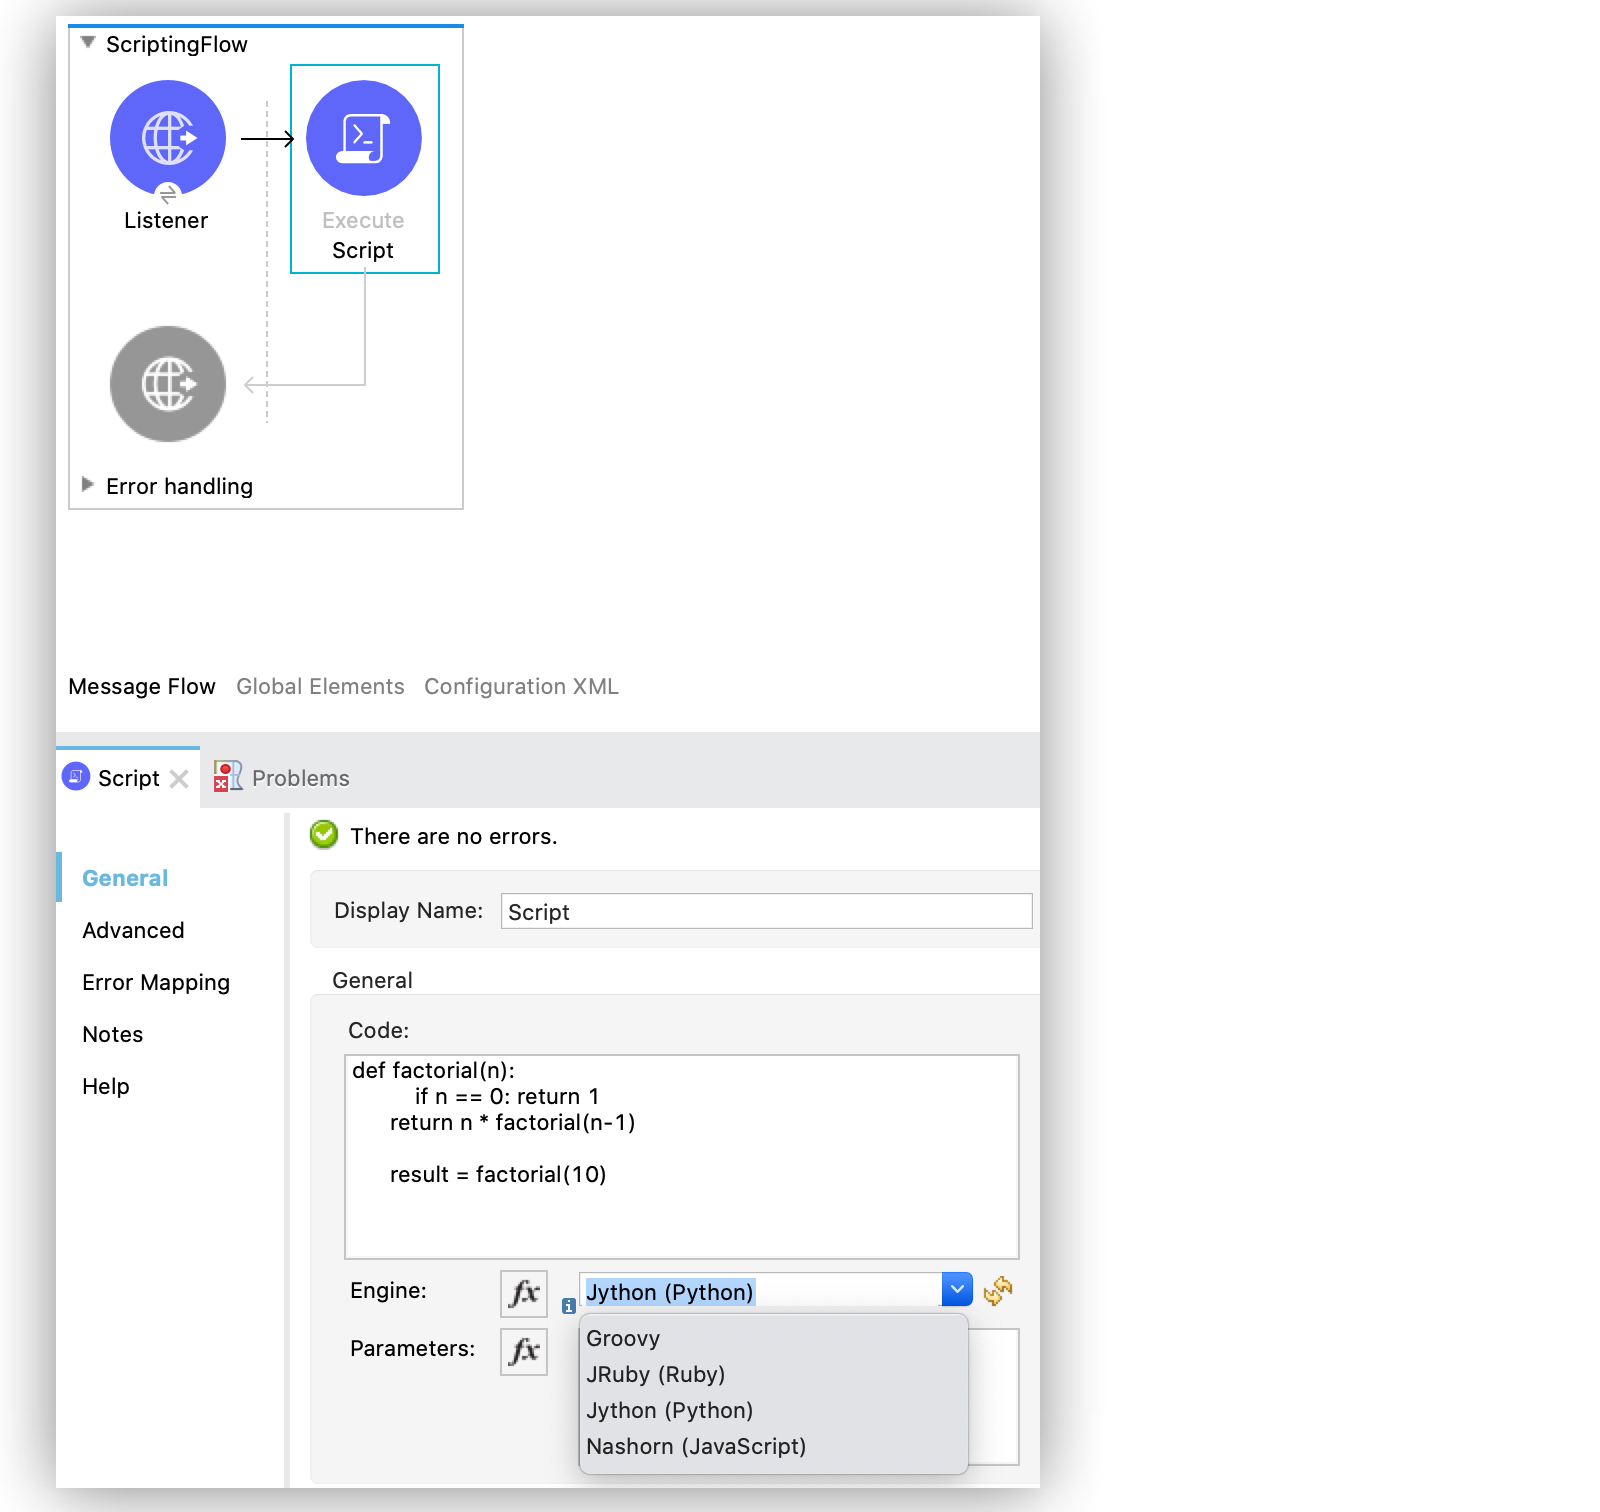 ScriptingFlow
Listener
Execute
Script
Error handling
Message Flow Global Elements Configuration XML
Script Problems
There are no errors.
General
Advanced
Error Mapping
Notes
Help
Display Name: Script
General
Code:
def factorial(n):
if n == 0: return 1
return n * factorial(n-1)
result = factorial(10)
Engine: fx Jython (Python)
Parameters: fx
Groovy
JRuby (Ruby)
Jython (Python)
Nashorn (JavaScript)